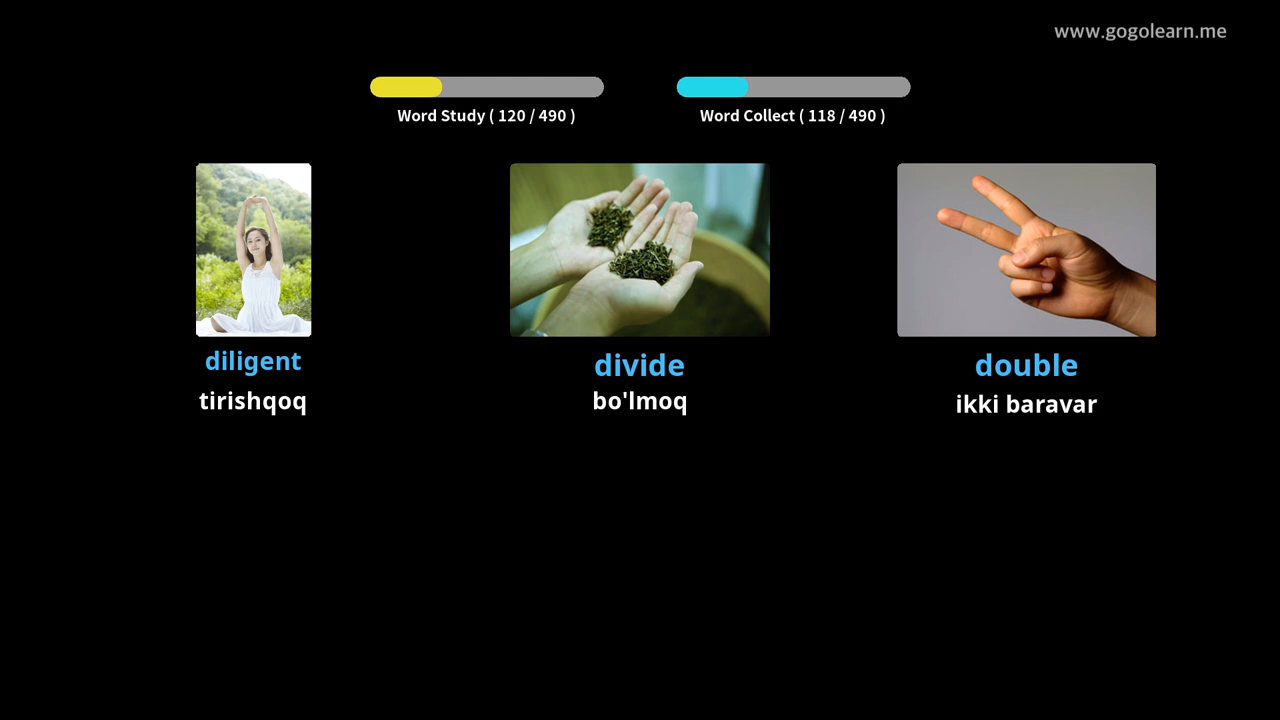 www.gogolearn.me
Word Study ( 120 / 490 )
Word Collect ( 118 / 490 )
diligent
tirishqoq
divide
bo'lmoq
double
ikki baravar